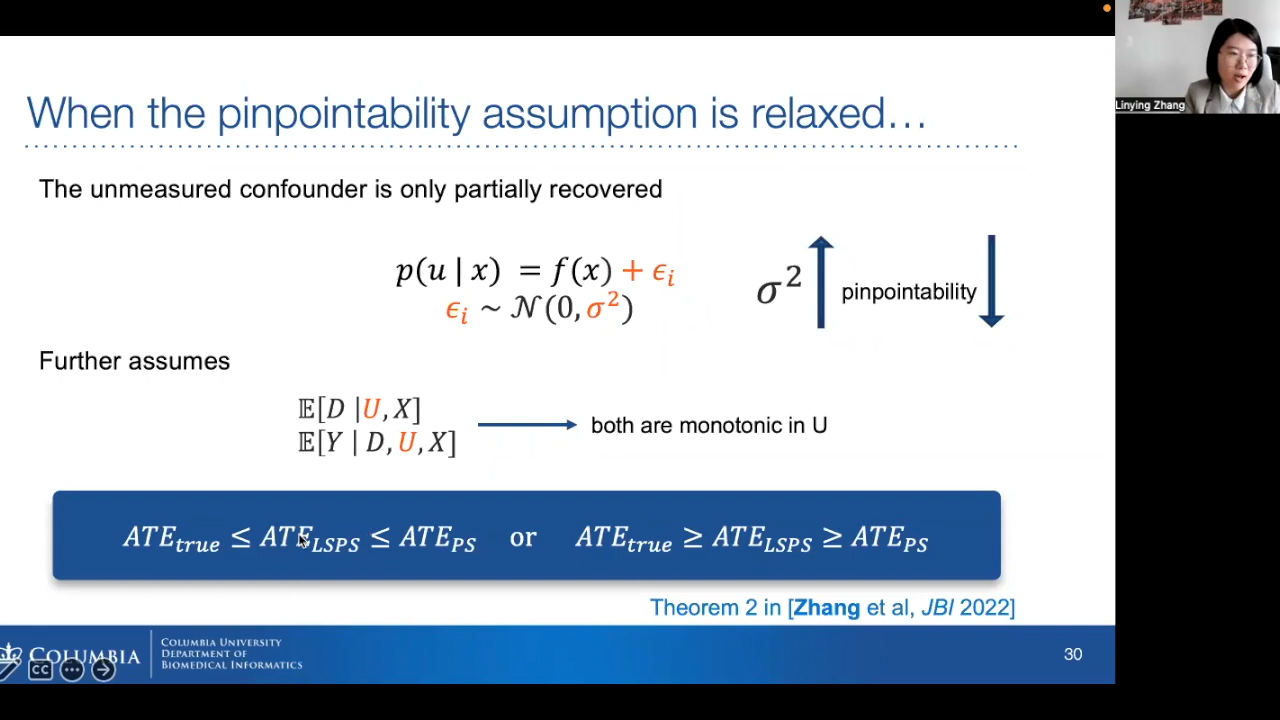 Linying Zhang
When the pinpointability assumption is relaxed…
The unmeasured confounder is only partially recovered
p(u | x) = f(x) + ϵᵢ
ϵᵢ ~ 𝒩(0, σ²)
σ²
pinpointability
Further assumes
𝔼[D |U, X]
𝔼[Y | D, U, X]
both are monotonic in U
ATE_true ≤ ATE_LSPS ≤ ATE_PS or ATE_true ≥ ATE_LSPS ≥ ATE_PS
Theorem 2 in [Zhang et al, JBI 2022]
COLUMBIA
COLUMBIA UNIVERSITY
DEPARTMENT OF
BIOMEDICAL INFORMATICS
CC
30